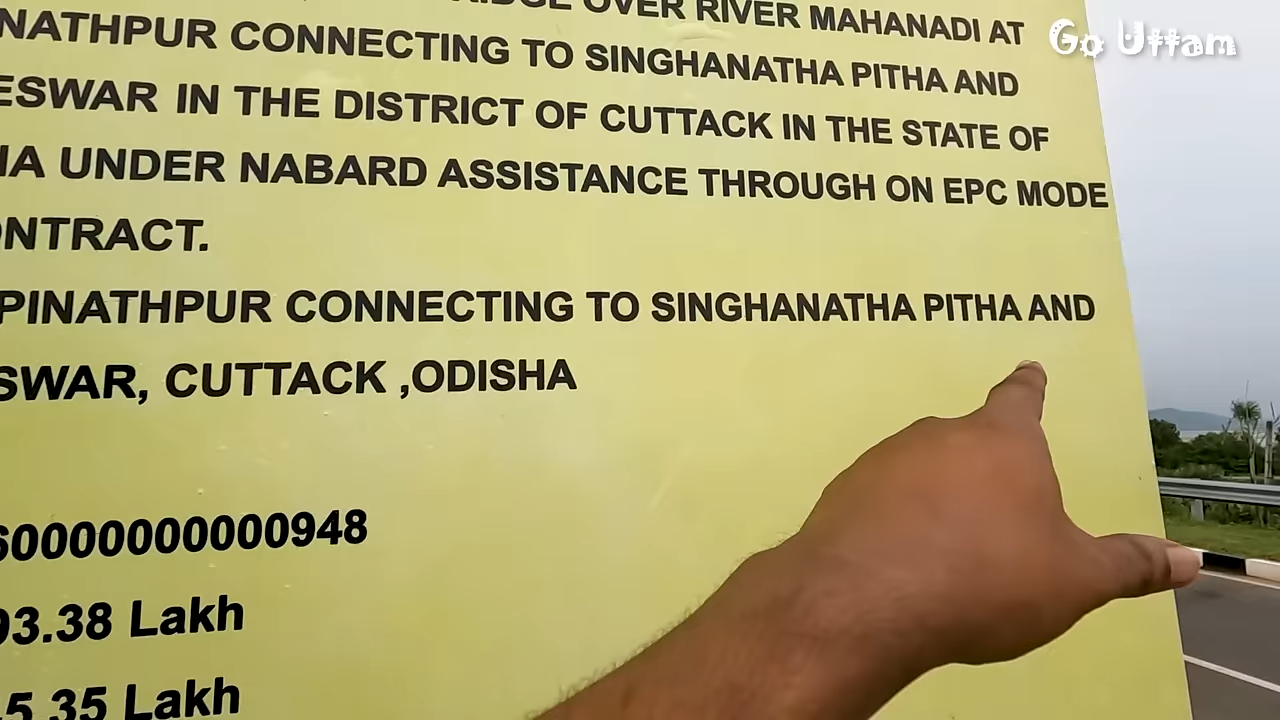 OVER RIVER MAHANADI AT
Go Uttam
NATHPUR CONNECTING TO SINGHANATHA PITHA AND
ESWAR IN THE DISTRICT OF CUTTACK IN THE STATE OF
HA UNDER NABARD ASSISTANCE THROUGH ON EPC MODE
ONTRACT.
PINATHPUR CONNECTING TO SINGHANATHA PITHA AND
SWAR, CUTTACK ,ODISHA
60000000000948
93.38 Lakh
5.35 Lakh